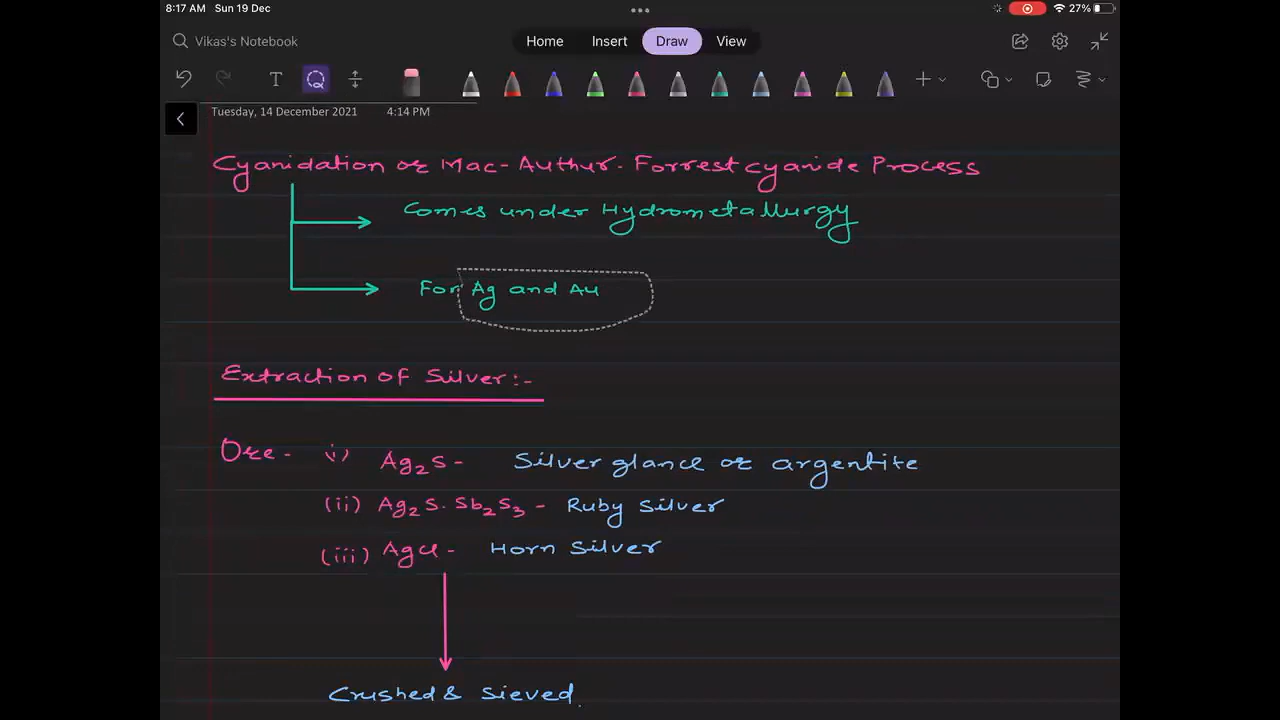 8:17 AM Sun 19 Dec
27%
Vikas's Notebook
Home Insert Draw View
T
Tuesday, 14 December 2021 4:14 PM
Cyanidation or Mac-Authur-Forrest cyanide Process
Comes under Hydrometallurgy
For Ag and Au
Extraction of Silver:-
Ore- (i) Ag₂S - Silver glance or argentite
(ii) Ag₂S.Sb₂S₃ - Ruby Silver
(iii) AgCl - Horn Silver
Crushed & Sieved.